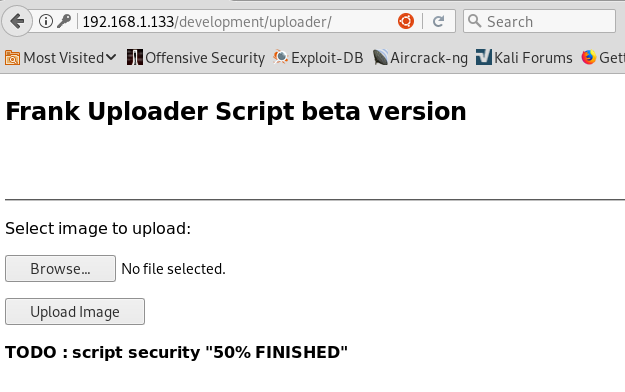 192.168.1.133/development/uploader/
Search
Most Visited Offensive Security Exploit-DB Aircrack-ng Kali Forums Gett
Frank Uploader Script beta version
Select image to upload:
Browse... No file selected.
Upload Image
TODO : script security "50% FINISHED"